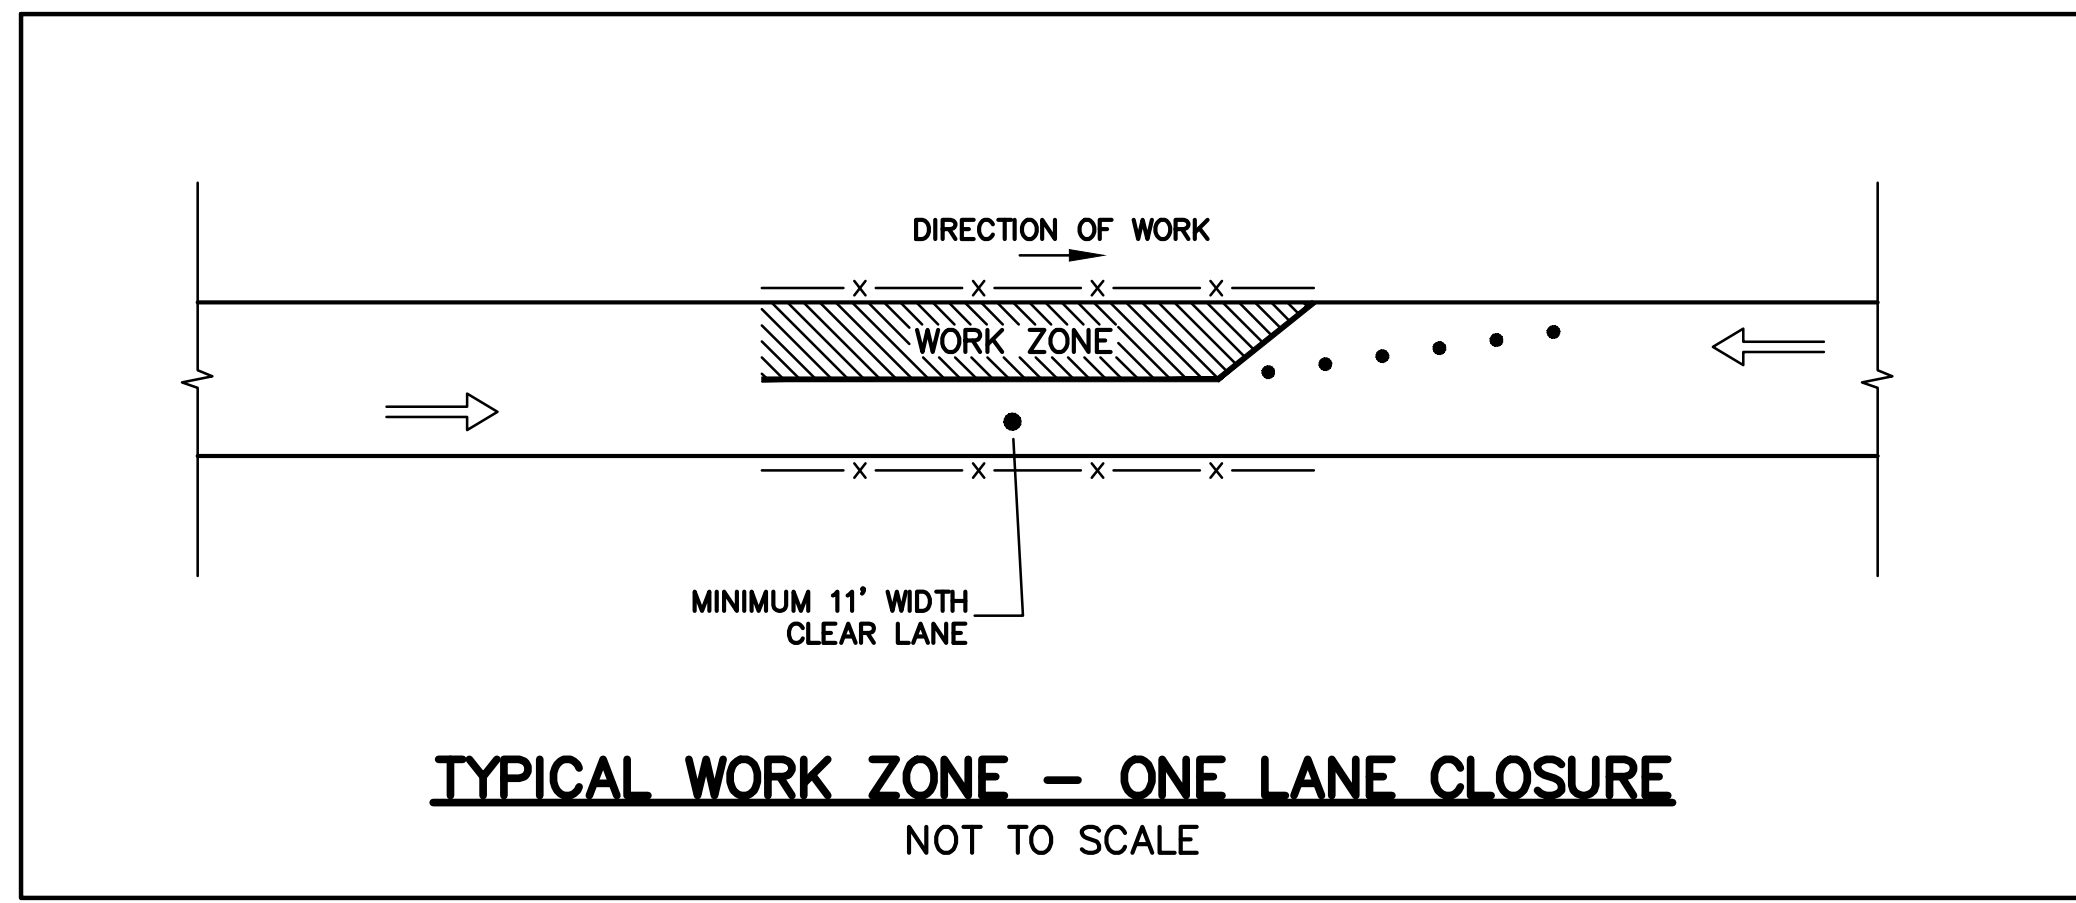 DIRECTION OF WORK
WORK ZONE
MINIMUM 11' WIDTH
CLEAR LANE
TYPICAL WORK ZONE – ONE LANE CLOSURE
NOT TO SCALE